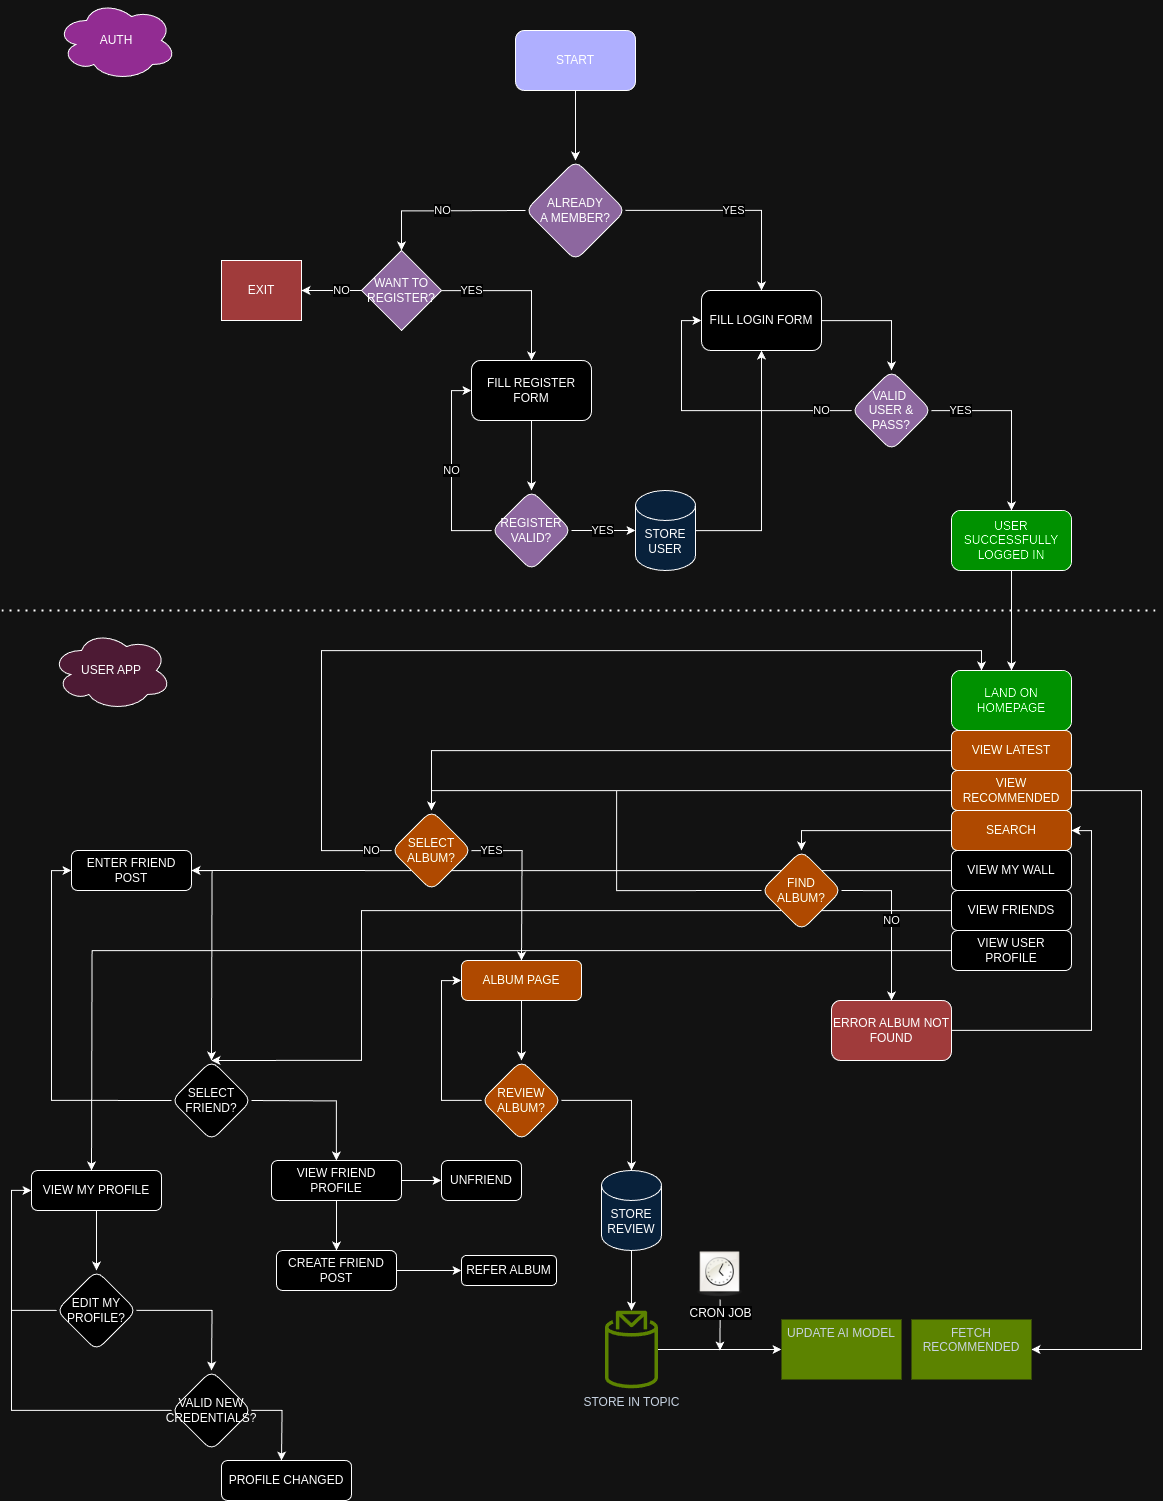 AUTH
START
ALREADY
A MEMBER?
NO
YES
WANT TO
REGISTER?
NO
EXIT
YES
FILL LOGIN FORM
FILL REGISTER
FORM
VALID
USER &
PASS?
NO
YES
NO
REGISTER
VALID?
YES
STORE
USER
USER
SUCCESSFULLY
LOGGED IN
USER APP
LAND ON
HOMEPAGE
VIEW LATEST
VIEW
RECOMMENDED
SEARCH
VIEW MY WALL
VIEW FRIENDS
VIEW USER
PROFILE
SELECT
ALBUM?
NO
YES
ENTER FRIEND
POST
FIND
ALBUM?
NO
ALBUM PAGE
ERROR ALBUM NOT
FOUND
SELECT
FRIEND?
REVIEW
ALBUM?
VIEW MY PROFILE
VIEW FRIEND
PROFILE
UNFRIEND
STORE
REVIEW
CREATE FRIEND
POST
REFER ALBUM
EDIT MY
PROFILE?
CRON JOB
UPDATE AI MODEL
FETCH
RECOMMENDED
STORE IN TOPIC
VALID NEW
CREDENTIALS?
PROFILE CHANGED